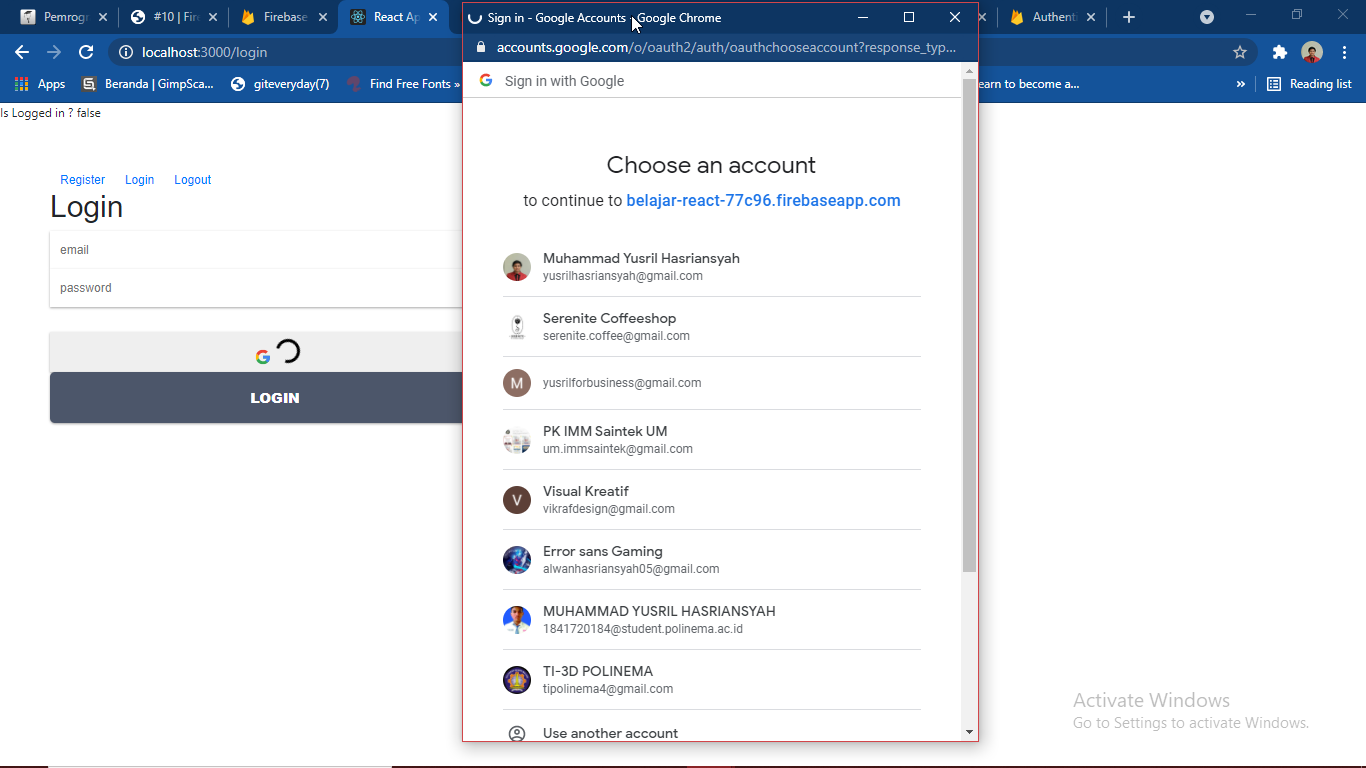 Pemrog
#10 | Fir
Firebase
React Ap
Sign in - Google Accounts - Google Chrome
Authenti
localhost:3000/login
accounts.google.com/o/oauth2/auth/oauthchooseaccount?response_typ...
Apps
Beranda | GimpSca...
giteveryday(7)
Find Free Fonts »
earn to become a...
»
Reading list
Is Logged in ? false
Register Login Logout
Login
email
password
LOGIN
Sign in with Google
Choose an account
to continue to belajar-react-77c96.firebaseapp.com
Muhammad Yusril Hasriansyah
yusrilhasriansyah@gmail.com
Serenite Coffeeshop
serenite.coffee@gmail.com
M
yusrilforbusiness@gmail.com
PK IMM Saintek UM
um.immsaintek@gmail.com
V
Visual Kreatif
vikrafdesign@gmail.com
Error sans Gaming
alwanhasriansyah05@gmail.com
MUHAMMAD YUSRIL HASRIANSYAH
1841720184@student.polinema.ac.id
TI-3D POLINEMA
tipolinema4@gmail.com
Use another account
Activate Windows
Go to Settings to activate Windows.